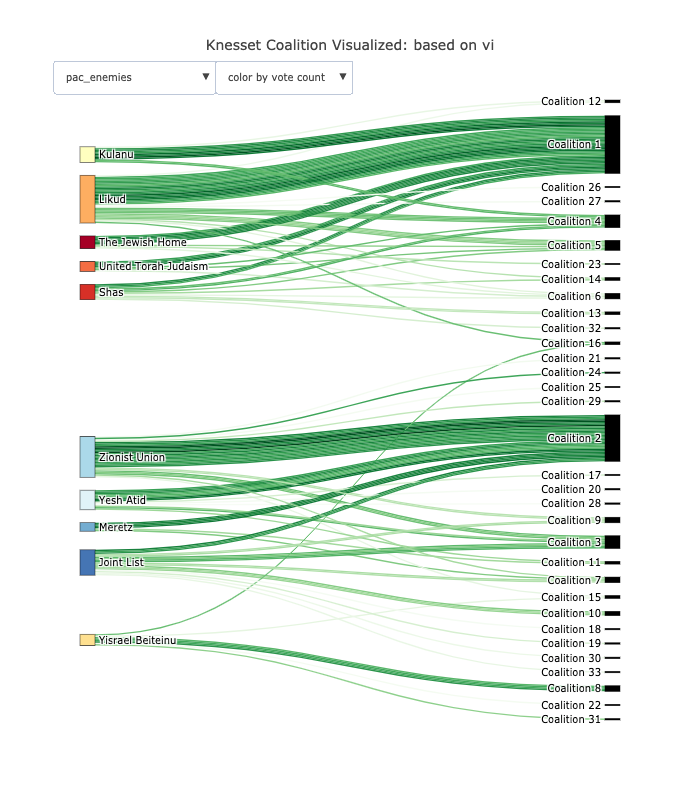 Knesset Coalition Visualized: based on vi
pac_enemies ▼
color by vote count ▼
Kulanu
Likud
The Jewish Home
United Torah Judaism
Shas
Zionist Union
Yesh Atid
Meretz
Joint List
Yisrael Beiteinu
Coalition 12
Coalition 1
Coalition 26
Coalition 27
Coalition 4
Coalition 5
Coalition 23
Coalition 14
Coalition 6
Coalition 13
Coalition 32
Coalition 16
Coalition 21
Coalition 24
Coalition 25
Coalition 29
Coalition 2
Coalition 17
Coalition 20
Coalition 28
Coalition 9
Coalition 3
Coalition 11
Coalition 7
Coalition 15
Coalition 10
Coalition 18
Coalition 19
Coalition 30
Coalition 33
Coalition 8
Coalition 22
Coalition 31